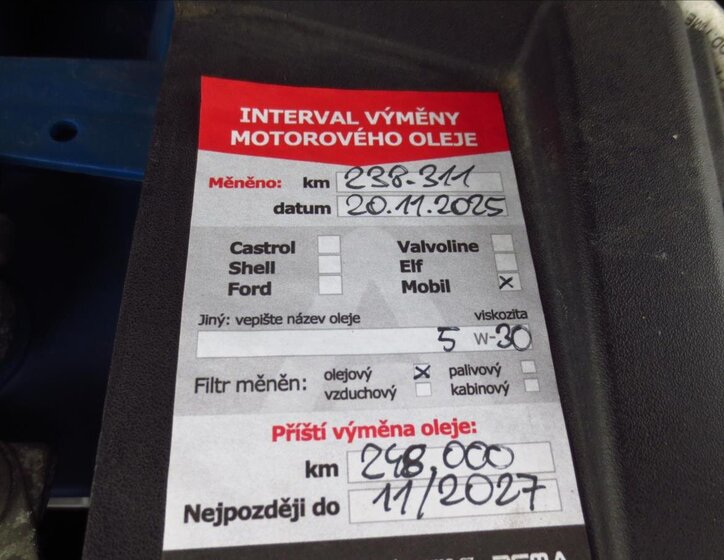 INTERVAL VÝMĚNY
MOTOROVÉHO OLEJE
Měněno: km 238.311
datum 20.11.2025
Castrol Valvoline
Shell Elf
Ford Mobil X
Jiný: vepište název oleje viskozita
5 W-30
Filtr měněn: olejový X palivový
vzduchový kabinový
Příští výměna oleje:
km 248,000
Nejpozději do 11/2027